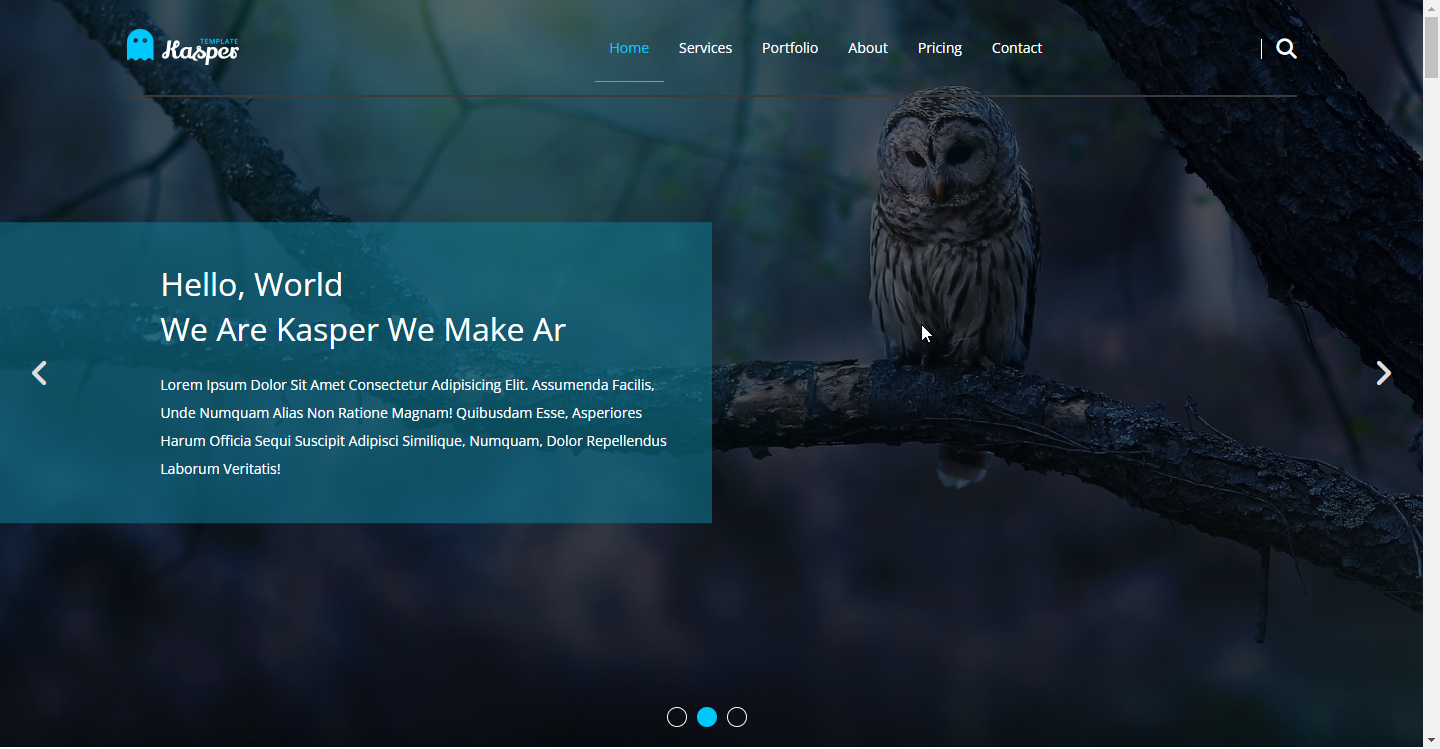 TEMPLATE
Kasper
Home Services Portfolio About Pricing Contact
Hello, World
We Are Kasper We Make Ar
Lorem Ipsum Dolor Sit Amet Consectetur Adipisicing Elit. Assumenda Facilis,
Unde Numquam Alias Non Ratione Magnam! Quibusdam Esse, Asperiores
Harum Officia Sequi Suscipit Adipisci Similique, Numquam, Dolor Repellendus
Laborum Veritatis!